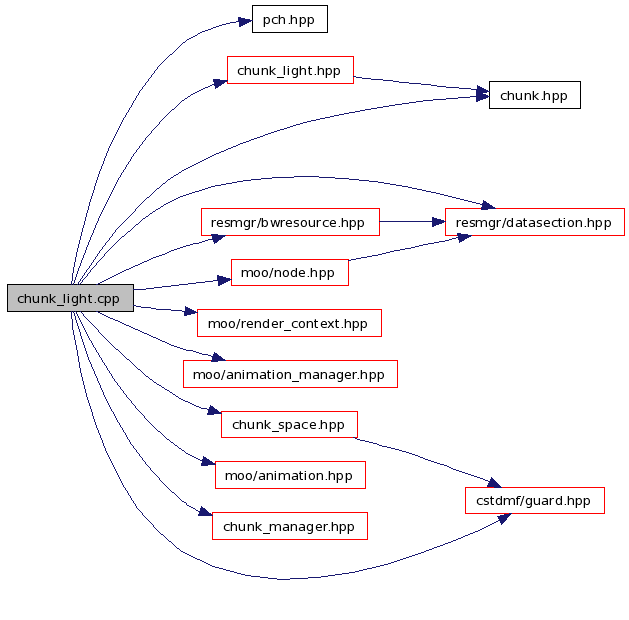 pch.hpp
chunk_light.hpp
chunk.hpp
resmgr/bwresource.hpp
resmgr/datasection.hpp
moo/node.hpp
chunk_light.cpp
moo/render_context.hpp
moo/animation_manager.hpp
chunk_space.hpp
moo/animation.hpp
cstdmf/guard.hpp
chunk_manager.hpp